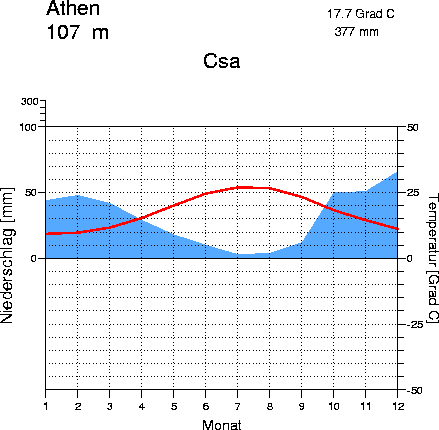 Athen
107 m
17.7 Grad C
377 mm
Csa
300
100
50
0
50
25
0
-25
-50
Niederschlag [mm]
Temperatur [Grad C]
1 2 3 4 5 6 7 8 9 10 11 12
Monat